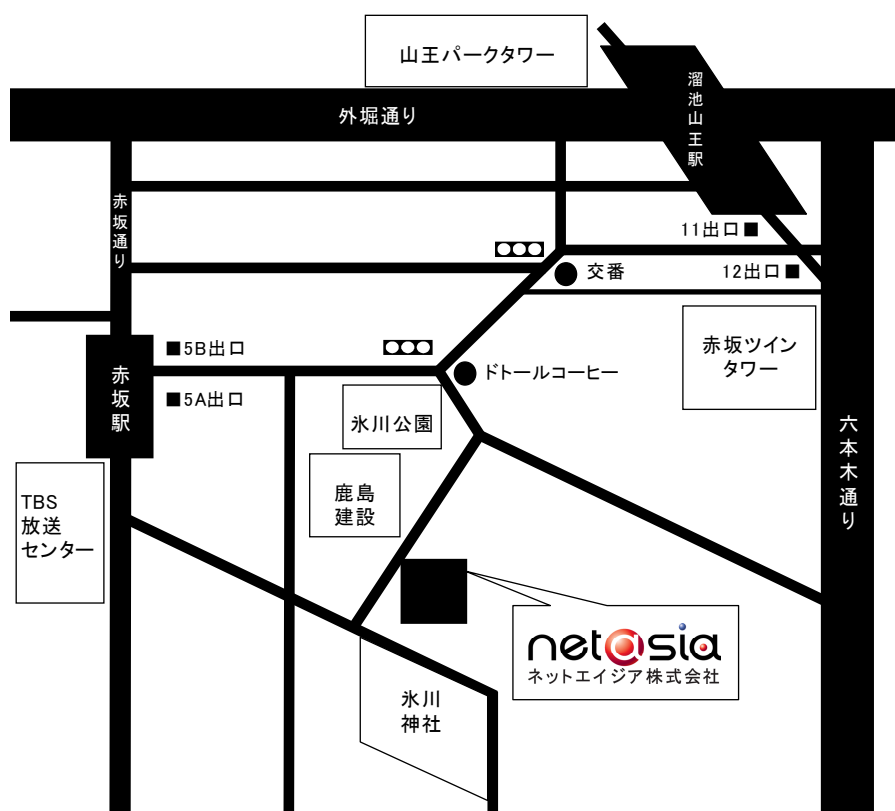 山王パークタワー
溜池山王駅
外堀通り
赤坂通り
11出口■
交番
12出口■
■5B出口
赤坂ツイン
タワー
赤坂駅
ドトールコーヒー
■5A出口
氷川公園
六本木通り
鹿島
建設
TBS
放送
センター
net@sia
ネットエイジア株式会社
氷川
神社